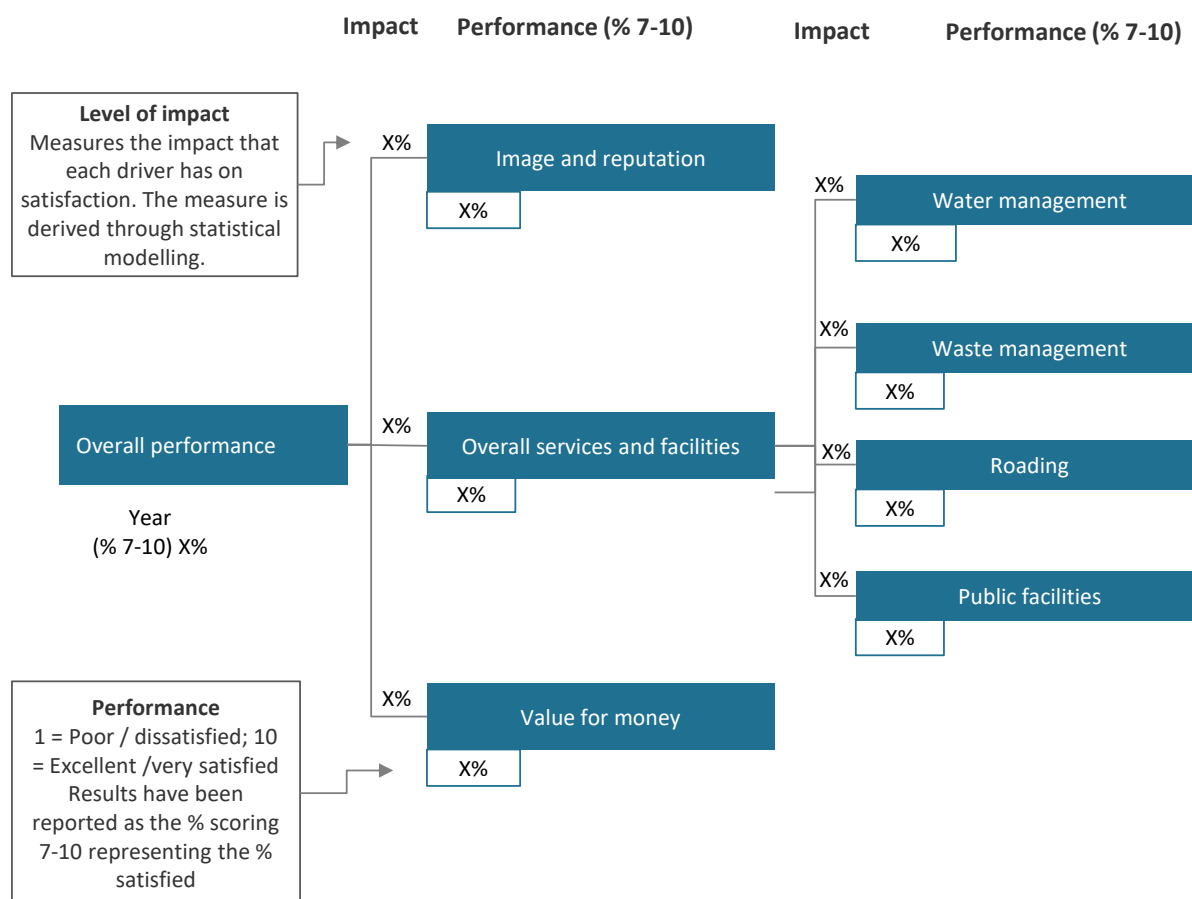 Impact Performance (% 7-10) Impact Performance (% 7-10)
Level of impact
Measures the impact that
each driver has on
satisfaction. The measure is
derived through statistical
modelling.
X%
Image and reputation
X%
X%
Water management
X%
X%
Waste management
X%
Overall performance
Year
(% 7-10) X%
X%
Overall services and facilities
X%
X%
Roading
X%
X%
Public facilities
X%
X%
Value for money
X%
Performance
1 = Poor / dissatisfied; 10
= Excellent /very satisfied
Results have been
reported as the % scoring
7-10 representing the %
satisfied